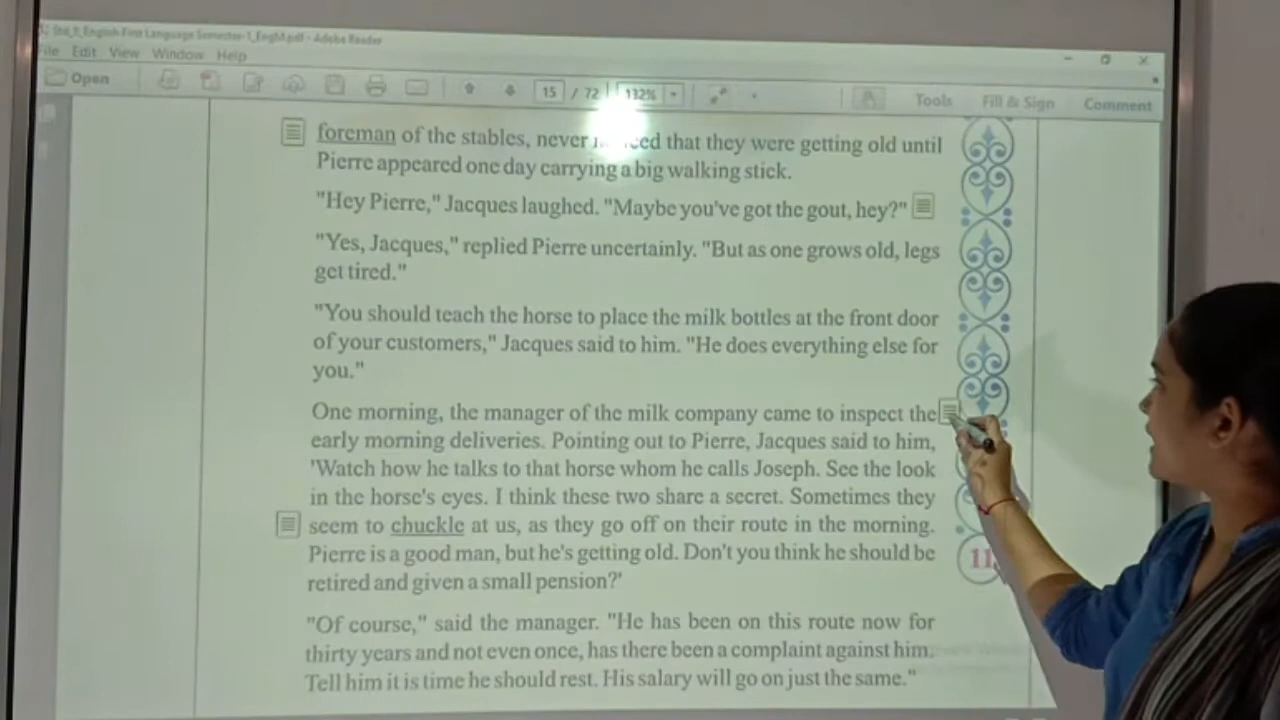 Std_9_English First Language Semester-1_EngM.pdf - Adobe Reader
File Edit View Window Help
Open 15 / 72 132% Tools Fill & Sign Comment
foreman of the stables, never that they were getting old until
Pierre appeared one day carrying a big walking stick.
"Hey Pierre," Jacques laughed. "Maybe you've got the gout, hey?"
"Yes, Jacques," replied Pierre uncertainly. "But as one grows old, legs
get tired."
"You should teach the horse to place the milk bottles at the front door
of your customers," Jacques said to him. "He does everything else for
you."
One morning, the manager of the milk company came to inspect the
early morning deliveries. Pointing out to Pierre, Jacques said to him,
'Watch how he talks to that horse whom he calls Joseph. See the look
in the horse's eyes. I think these two share a secret. Sometimes they
seem to chuckle at us, as they go off on their route in the morning.
Pierre is a good man, but he's getting old. Don't you think he should be
retired and given a small pension?'
11
"Of course," said the manager. "He has been on this route now for
thirty years and not even once, has there been a complaint against him.
Tell him it is time he should rest. His salary will go on just the same."